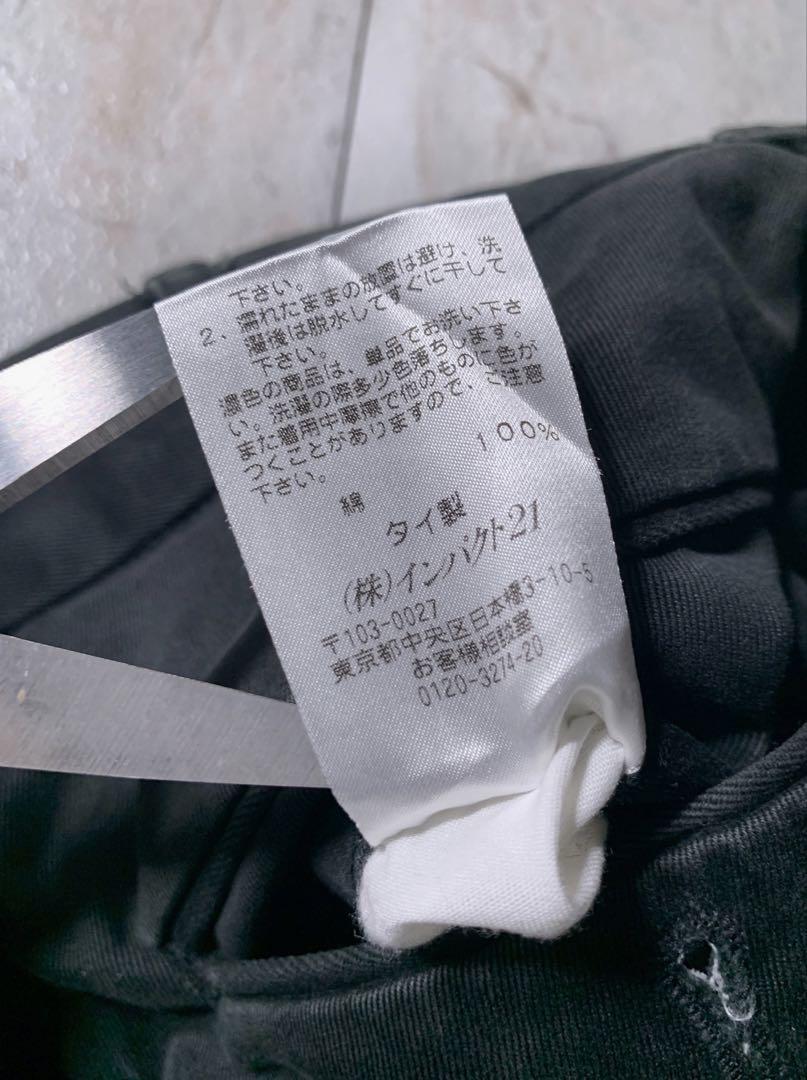 下さい。
2．濡れたままの放置は避け、洗
濯後は脱水してすぐに干して
下さい。
濃色の商品は、単品でお洗い下さ
い。洗濯の際多少色落ちします。
また着用中摩擦で他のものに色が
つくことがありますので、ご注意
下さい。
綿 100%
タイ製
(株)インパクト21
〒103-0027
東京都中央区日本橋3-10-5
お客様相談室
0120-3274-20